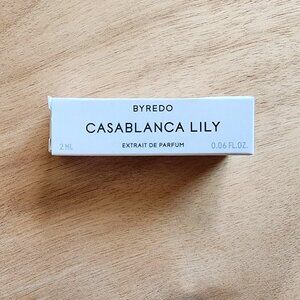 BYREDO
CASABLANCA LILY
2 ML EXTRAIT DE PARFUM 0.06 FL.OZ.